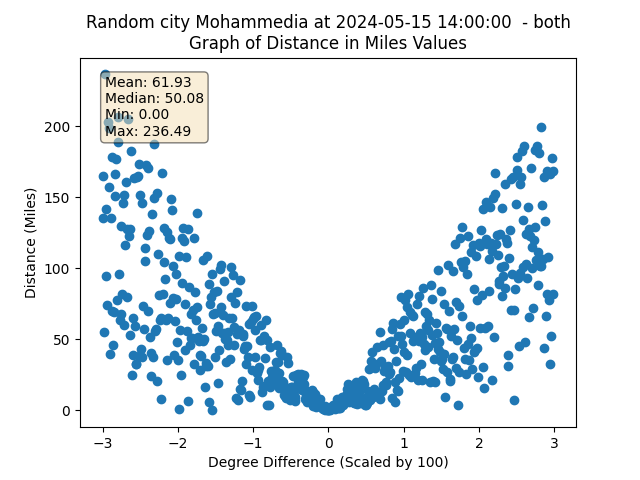 Random city Mohammedia at 2024-05-15 14:00:00  - both
Graph of Distance in Miles Values
Mean: 61.93
Median: 50.08
Min: 0.00
Max: 236.49
Distance (Miles)
200
150
100
50
0
−3 −2 −1 0 1 2 3
Degree Difference (Scaled by 100)